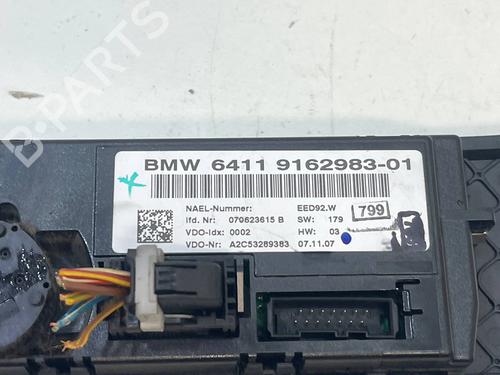 B-PARTS
BMW 6411 9162983-01
NAEL-Nummer: EED92.W 799
lfd. Nr: 079623615 B SW: 179
VDO-Idx: 0002 HW: 03
VDO-Nr: A2C53289383 07.11.07